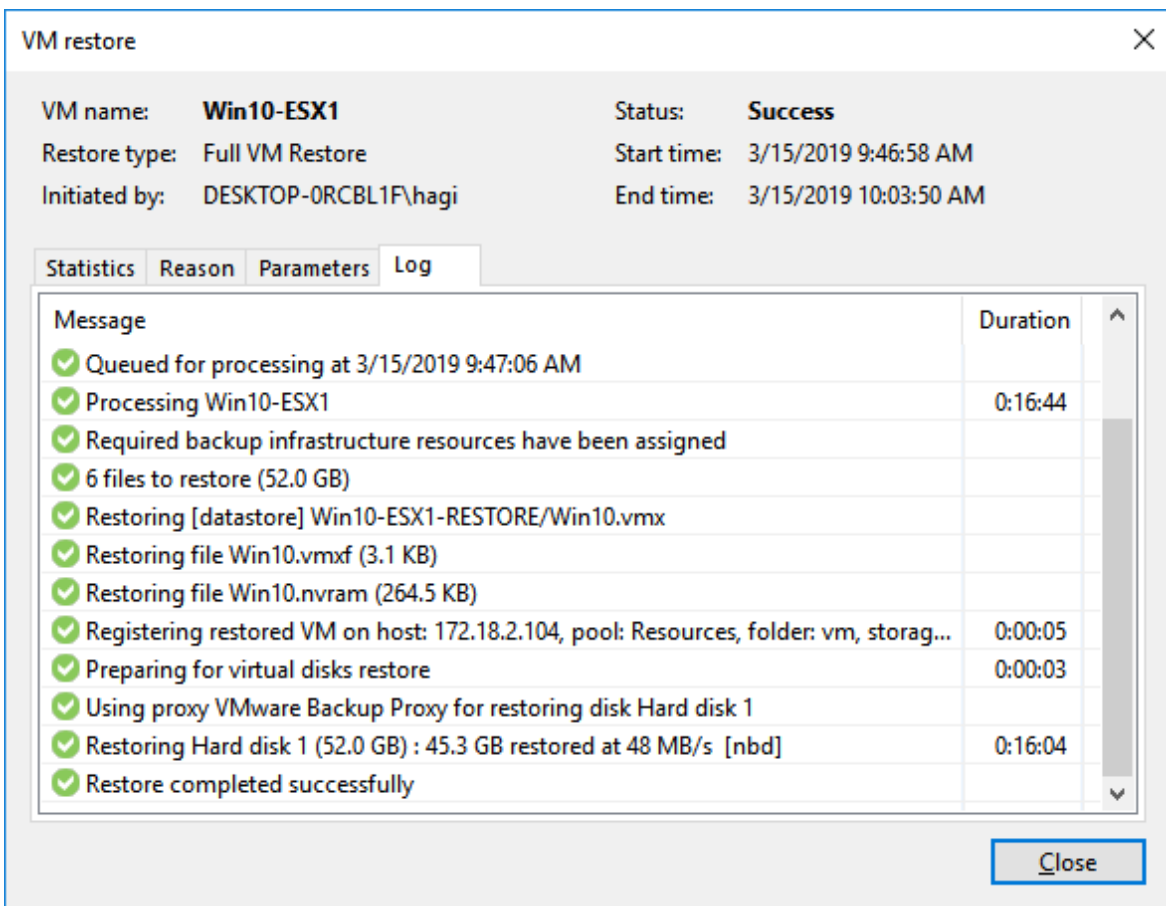 VM restore
VM name: Win10-ESX1 Status: Success
Restore type: Full VM Restore Start time: 3/15/2019 9:46:58 AM
Initiated by: DESKTOP-0RCBL1F\hagi End time: 3/15/2019 10:03:50 AM
Statistics Reason Parameters Log
Message Duration
Queued for processing at 3/15/2019 9:47:06 AM
Processing Win10-ESX1 0:16:44
Required backup infrastructure resources have been assigned
6 files to restore (52.0 GB)
Restoring [datastore] Win10-ESX1-RESTORE/Win10.vmx
Restoring file Win10.vmxf (3.1 KB)
Restoring file Win10.nvram (264.5 KB)
Registering restored VM on host: 172.18.2.104, pool: Resources, folder: vm, storag... 0:00:05
Preparing for virtual disks restore 0:00:03
Using proxy VMware Backup Proxy for restoring disk Hard disk 1
Restoring Hard disk 1 (52.0 GB) : 45.3 GB restored at 48 MB/s [nbd] 0:16:04
Restore completed successfully
Close